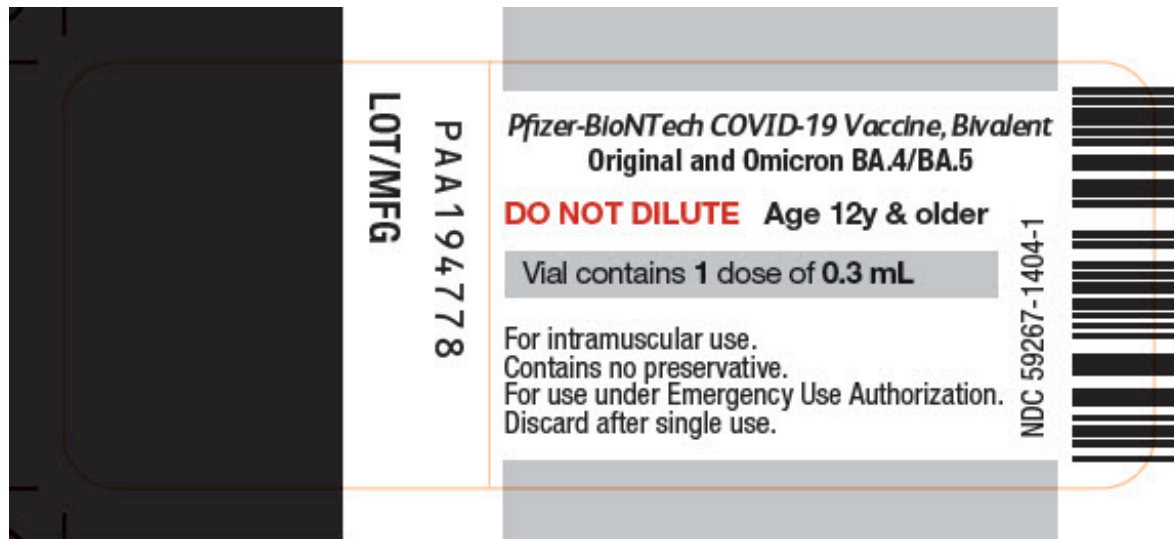 LOT/MFG
PAA194778
Pfizer-BioNTech COVID-19 Vaccine, Bivalent
Original and Omicron BA.4/BA.5
DO NOT DILUTE Age 12y & older
Vial contains 1 dose of 0.3 mL
For intramuscular use.
Contains no preservative.
For use under Emergency Use Authorization.
Discard after single use.
NDC 59267-1404-1